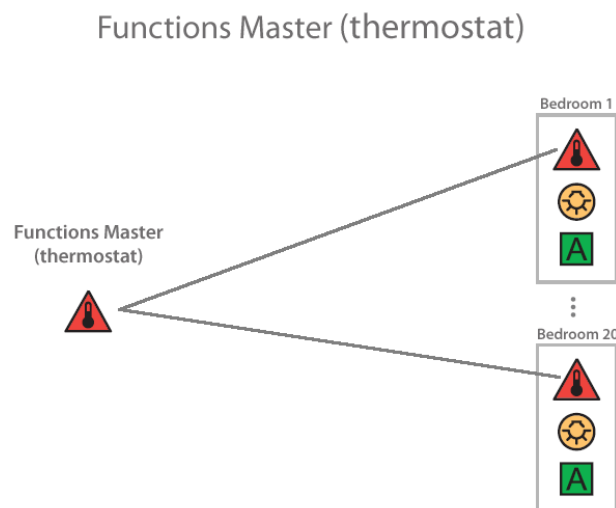 Functions Master (thermostat)
Bedroom 1
A
Functions Master
(thermostat)
Bedroom 20
A